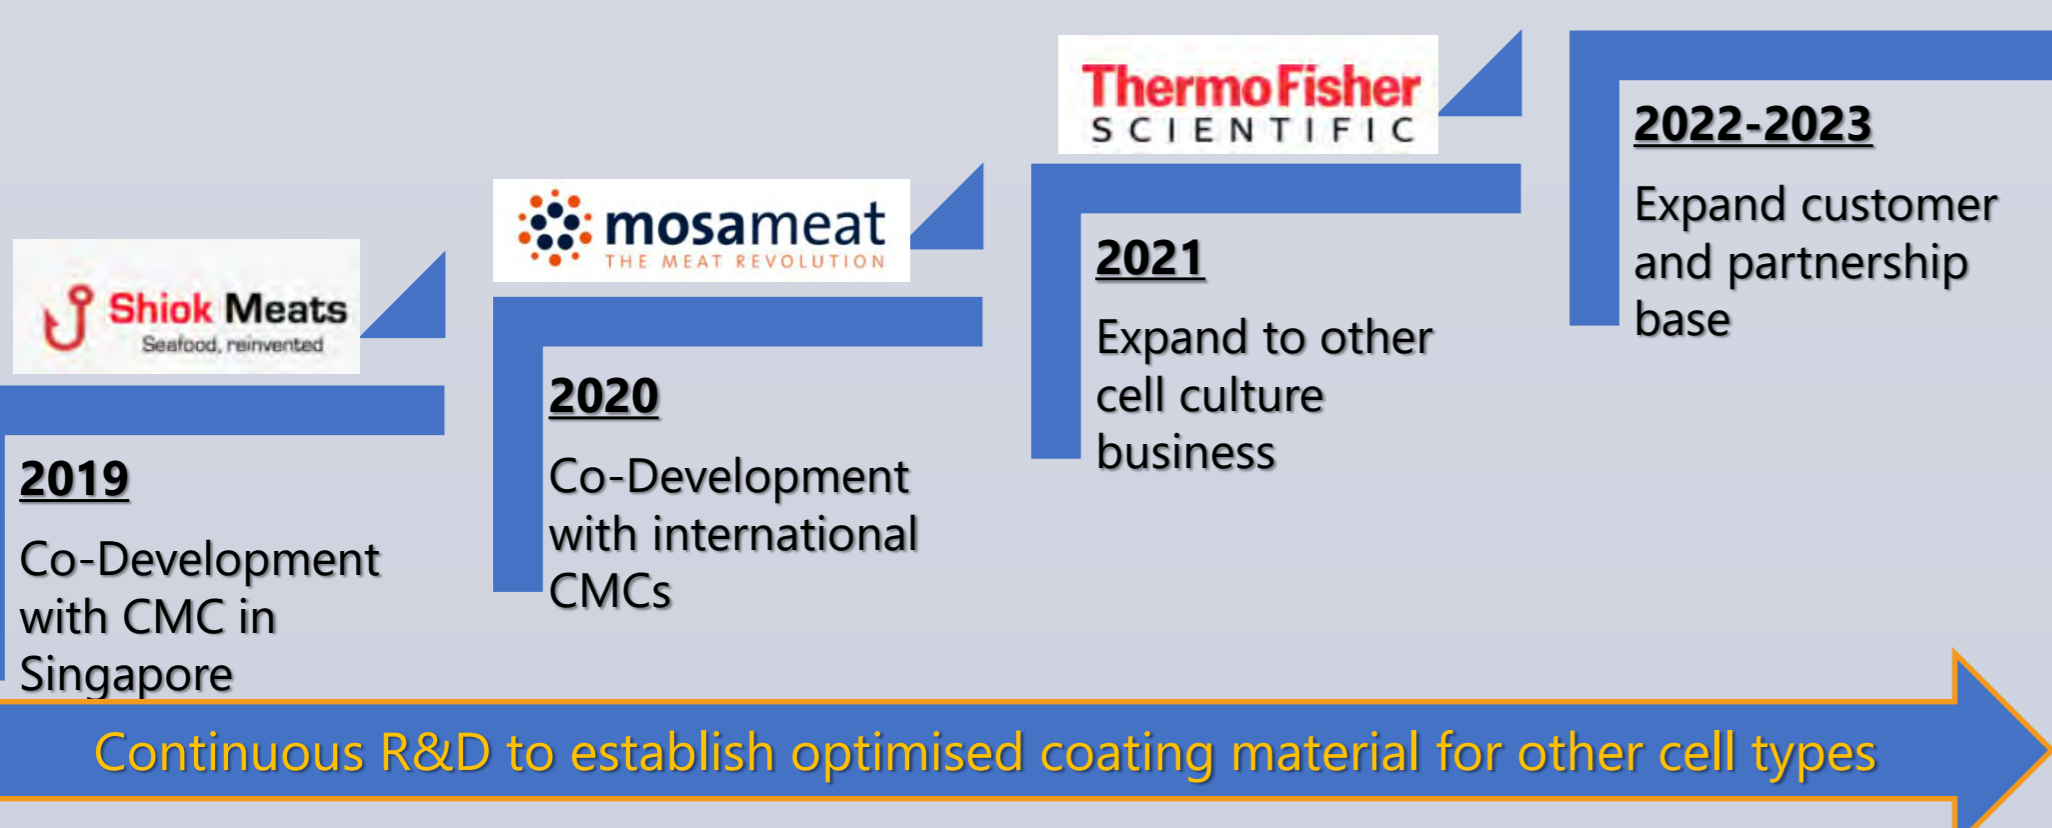 Shiok Meats
Seafood, reinvented
2019
Co-Development
with CMC in
Singapore
mosameat
THE MEAT REVOLUTION
2020
Co-Development
with international
CMCs
ThermoFisher
SCIENTIFIC
2021
Expand to other
cell culture
business
2022-2023
Expand customer
and partnership
base
Continuous R&D to establish optimised coating material for other cell types